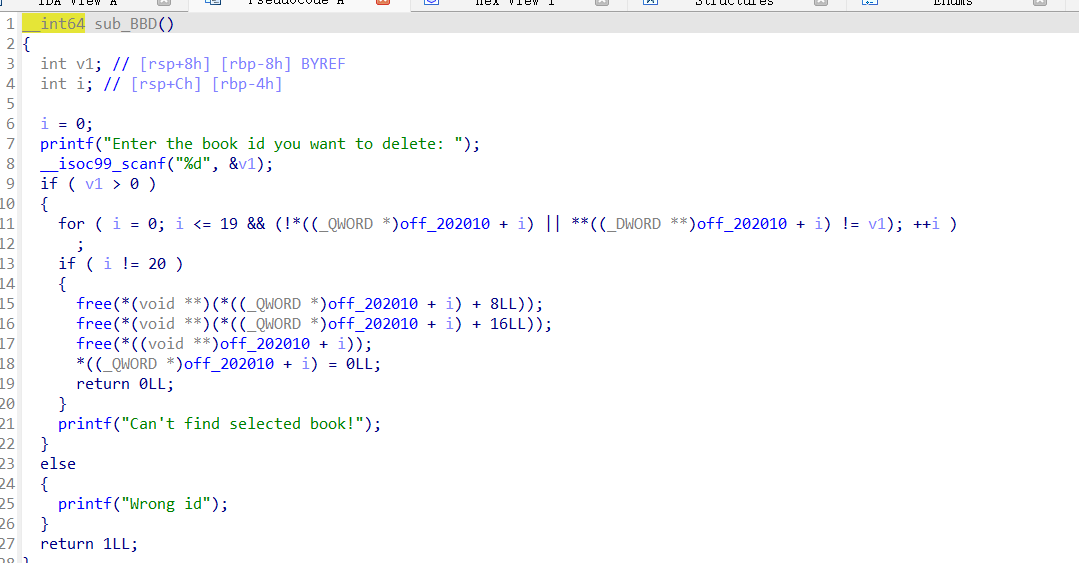 IDA View A Pseudocode A Hex View 1 Structures Enums
1 __int64 sub_BBD()
2 {
3 int v1; // [rsp+8h] [rbp-8h] BYREF
4 int i; // [rsp+Ch] [rbp-4h]
5
6 i = 0;
7 printf("Enter the book id you want to delete: ");
8 __isoc99_scanf("%d", &v1);
9 if ( v1 > 0 )
10 {
11 for ( i = 0; i <= 19 && (!*((_QWORD *)off_202010 + i) || **((_DWORD **)off_202010 + i) != v1); ++i )
12 ;
13 if ( i != 20 )
14 {
15 free(*(void **)(*((_QWORD *)off_202010 + i) + 8LL));
16 free(*(void **)(*((_QWORD *)off_202010 + i) + 16LL));
17 free(*((void **)off_202010 + i));
18 *((_QWORD *)off_202010 + i) = 0LL;
19 return 0LL;
20 }
21 printf("Can't find selected book!");
22 }
23 else
24 {
25 printf("Wrong id");
26 }
27 return 1LL;
28 }